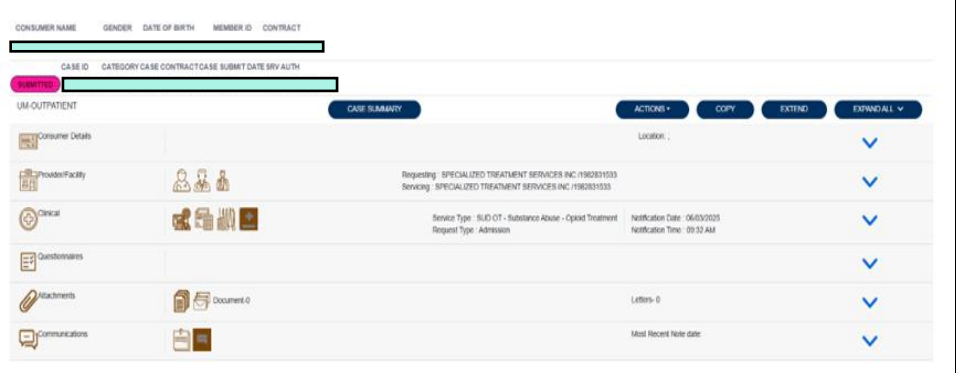 CONSUMER NAME GENDER DATE OF BIRTH MEMBER ID CONTRACT
CASE ID CATEGORY CASE CONTRACT CASE SUBMIT DATE SRV AUTH
SUBMITTED
UM-OUTPATIENT CASE SUMMARY ACTIONS COPY EXTEND EXPAND ALL
Consumer Details Location : ;
Provider/Facility Requesting : SPECIALIZED TREATMENT SERVICES INC /1982831533
Servicing : SPECIALIZED TREATMENT SERVICES INC /1982831533
Clinical Service Type : SUD OT - Substance Abuse - Opioid Treatment Notification Date : 06/03/2025
Request Type : Admission Notification Time : 09:32 AM
Questionnaires
Attachments Document-0 Letters- 0
Communications Most Recent Note date: